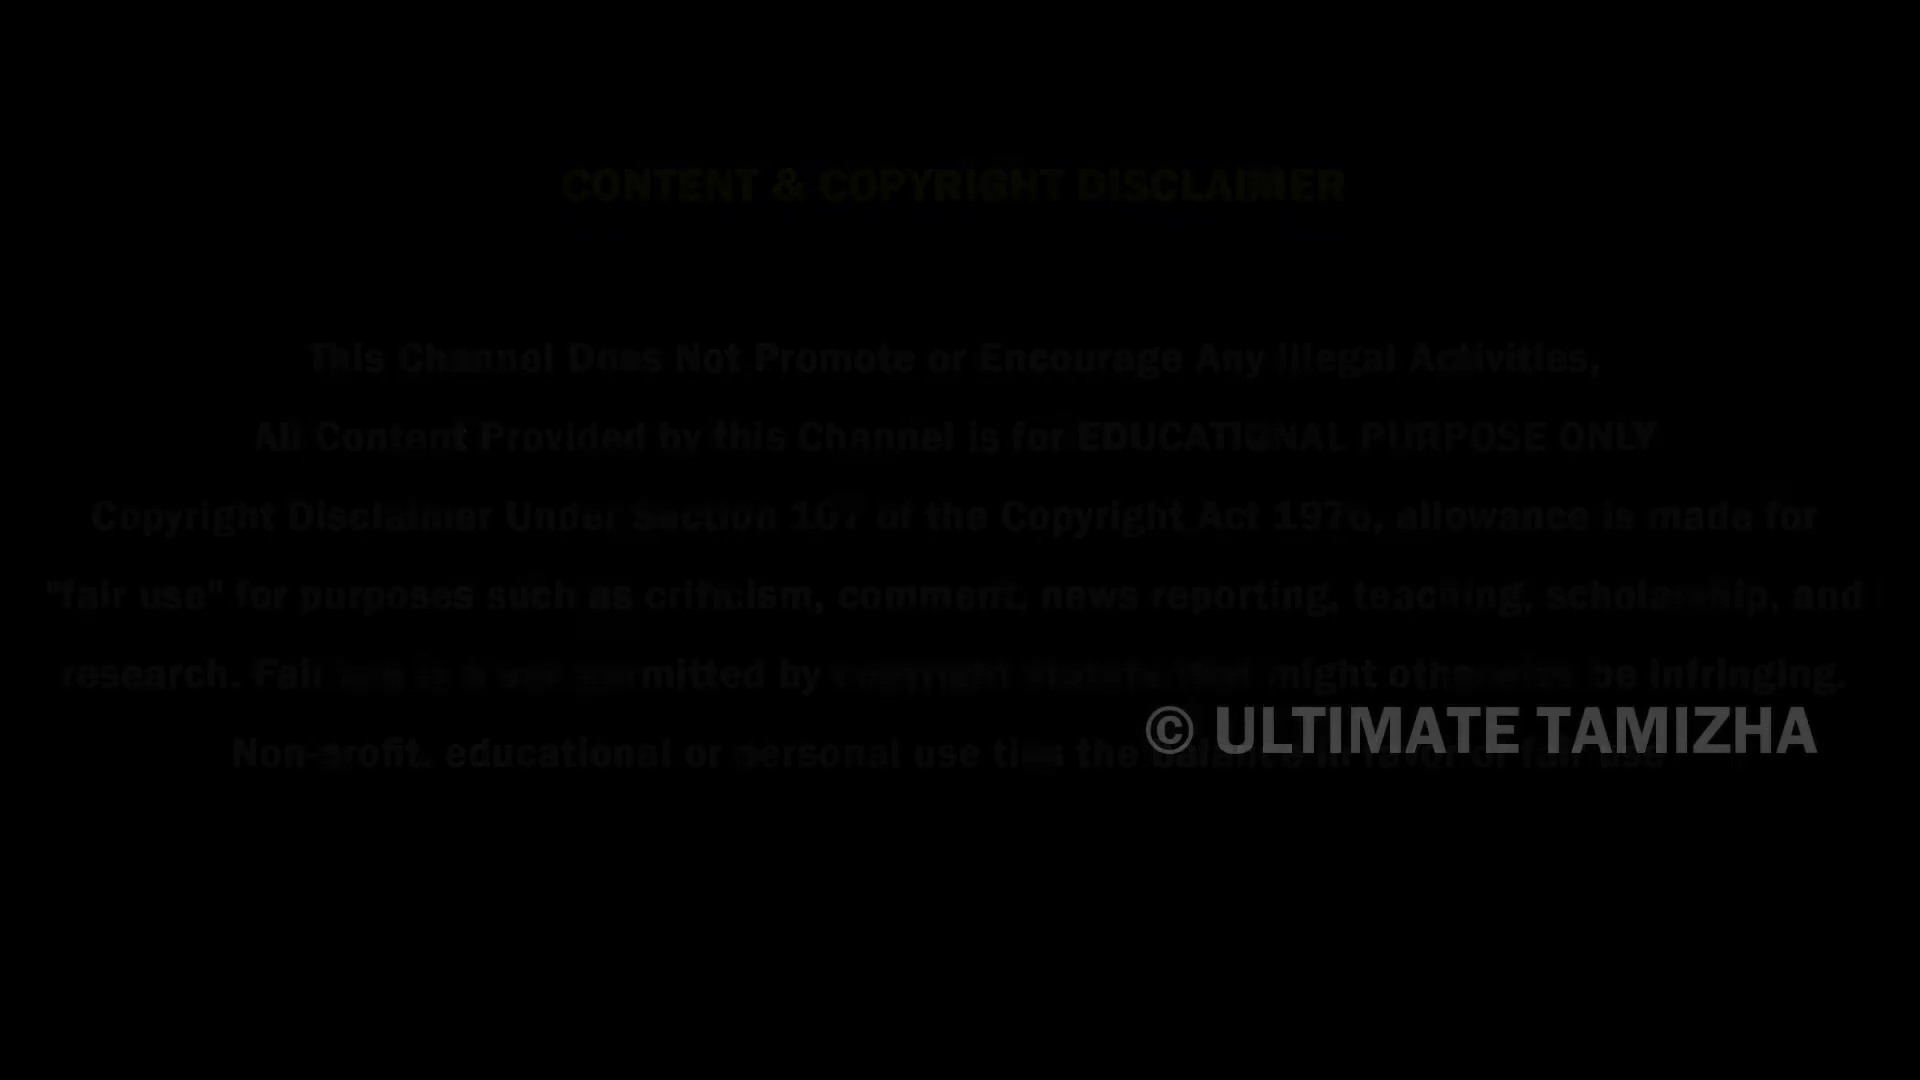 CONTENT & COPYRIGHT DISCLAIMER
This Channel Does Not Promote or Encourage Any Illegal Activities,
All Content Provided by this Channel is for EDUCATIONAL PURPOSE ONLY
Copyright Disclaimer Under Section 107 of the Copyright Act 1976, allowance is made for
"fair use" for purposes such as criticism, comment, news reporting, teaching, scholarship, and
research. Fair use is a use permitted by copyright statute that might otherwise be infringing.
© ULTIMATE TAMIZHA
Non-profit, educational or personal use tips the balance in favor of fair use